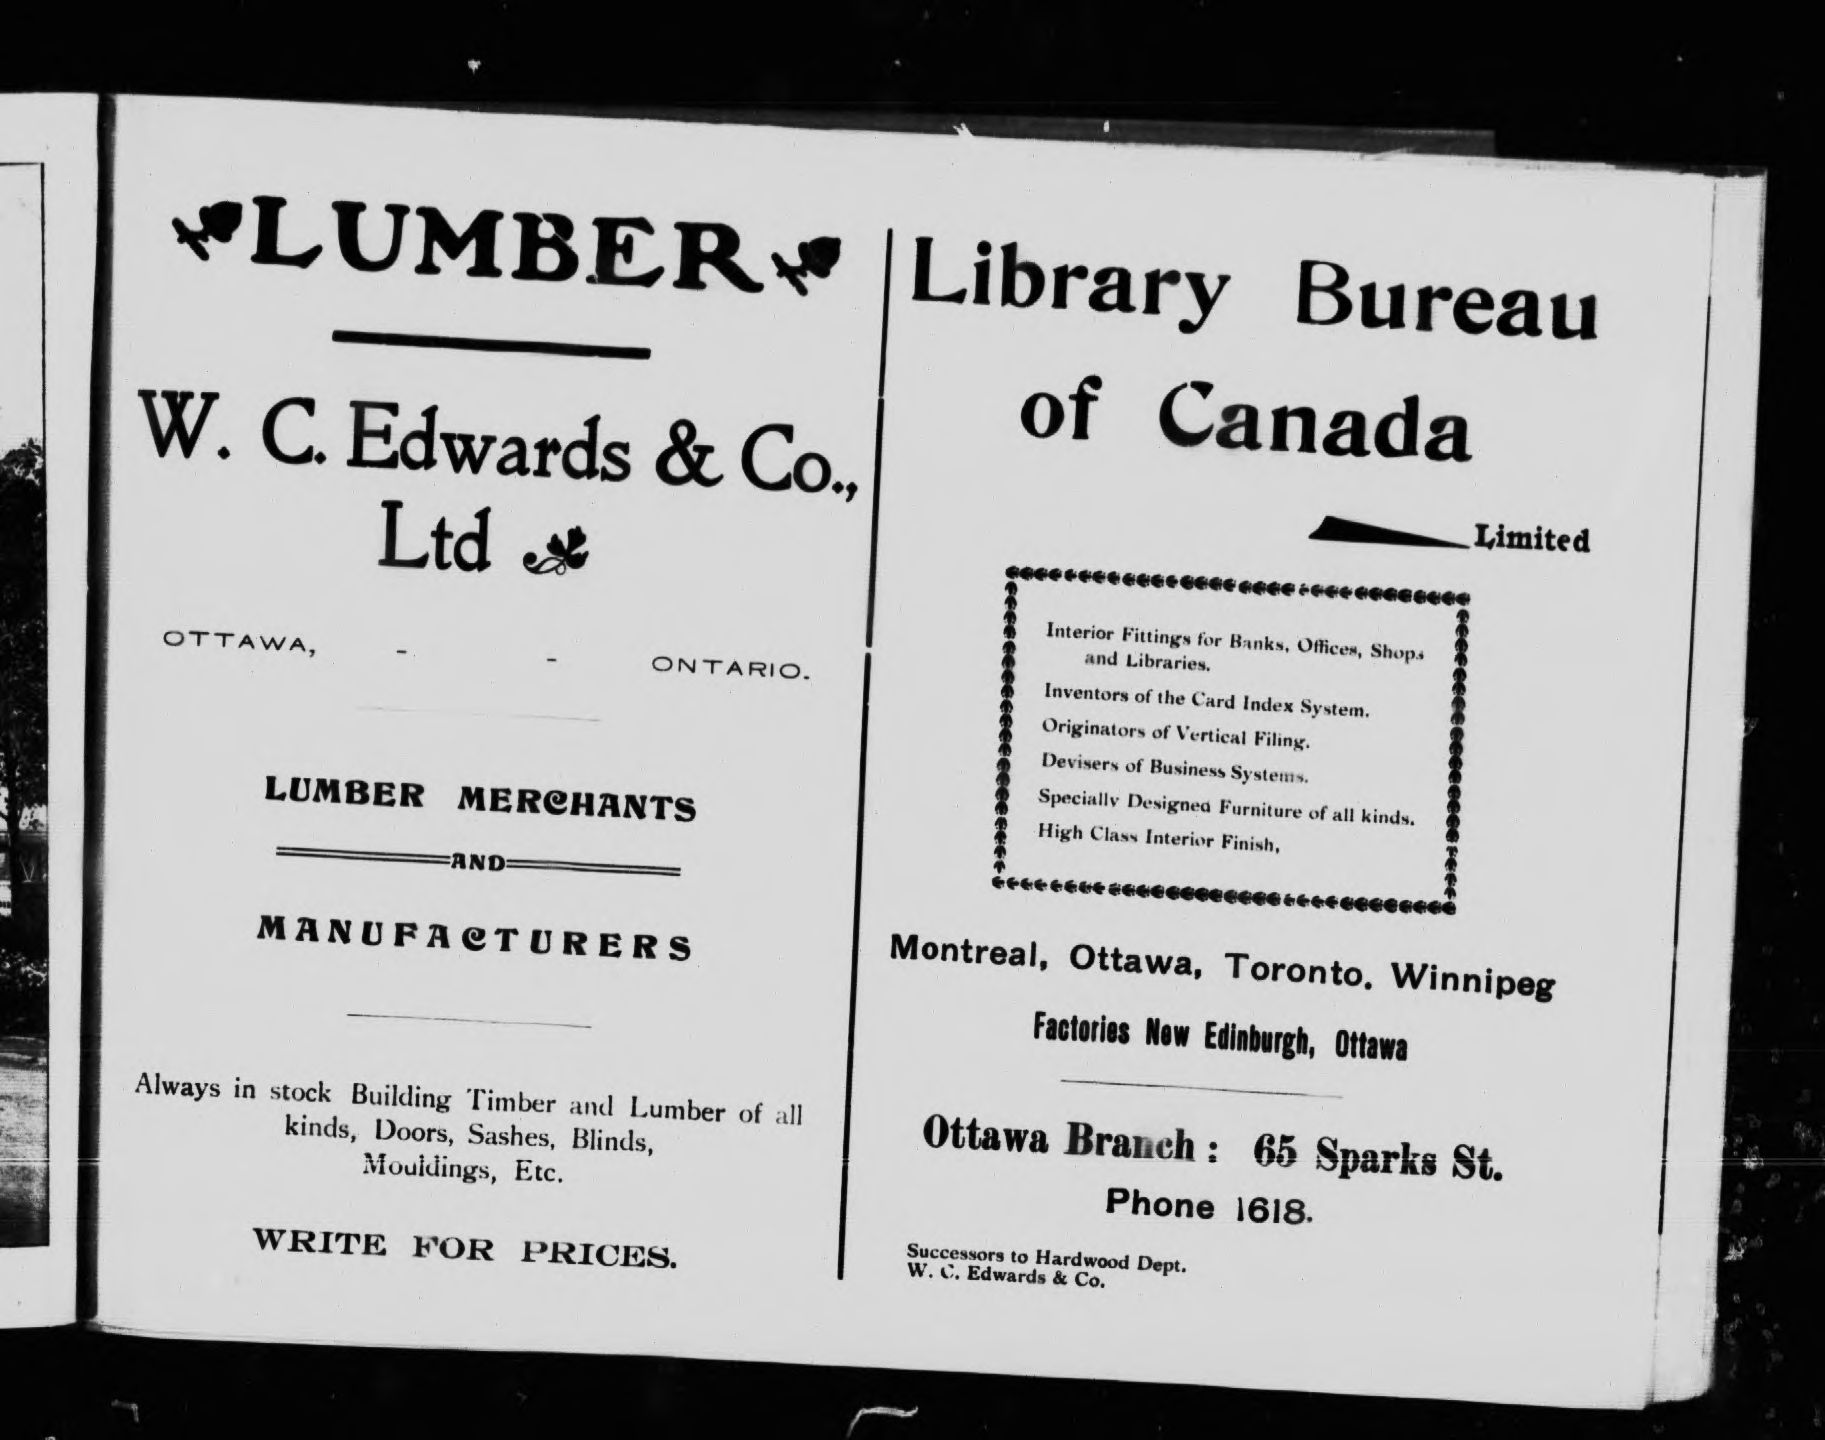 LUMBER
W. C. Edwards & Co.,
Ltd
OTTAWA, - - ONTARIO.
LUMBER MERCHANTS
AND
MANUFACTURERS
Always in stock Building Timber and Lumber of all
kinds, Doors, Sashes, Blinds,
Mouldings, Etc.
WRITE FOR PRICES.
Library Bureau
of Canada
Limited
Interior Fittings for Banks, Offices, Shops
and Libraries.
Inventors of the Card Index System.
Originators of Vertical Filing.
Devisers of Business Systems.
Specially Designed Furniture of all kinds.
High Class Interior Finish,
Montreal, Ottawa, Toronto. Winnipeg
Factories New Edinburgh, Ottawa
Ottawa Branch : 65 Sparks St.
Phone 1618.
Successors to Hardwood Dept.
W. C. Edwards & Co.